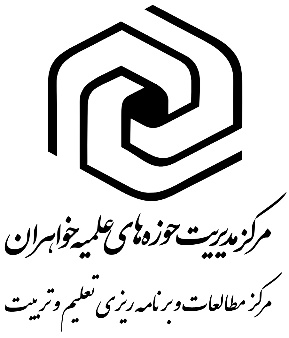 مرکز مدیریت حوزه های علمیه خواهران
مرکز مطالعات و برنامه ریزی تعلیم و تربیت